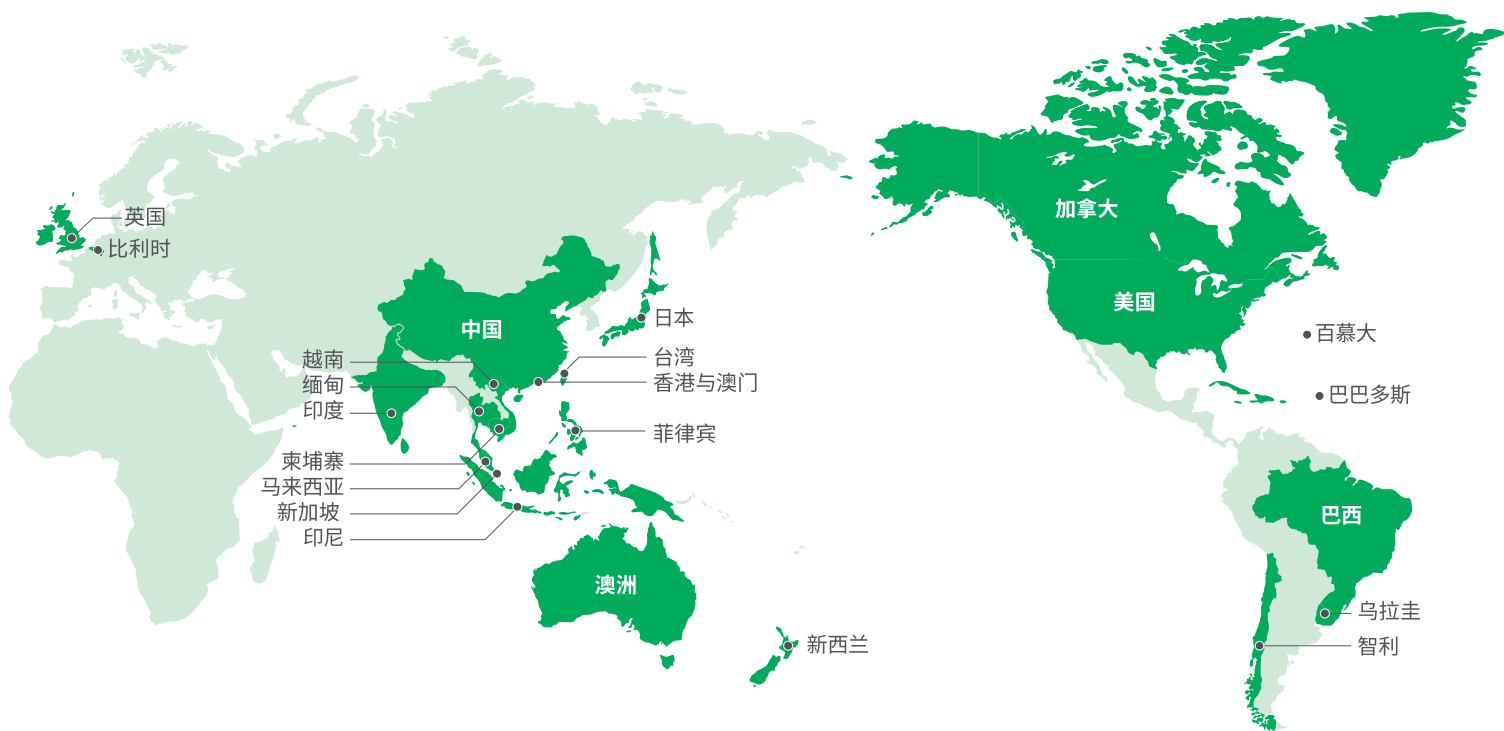 英国
比利时
中国
日本
越南
缅甸
印度
台湾
香港与澳门
菲律宾
柬埔寨
马来西亚
新加坡
印尼
澳洲
新西兰
加拿大
美国
百慕大
巴巴多斯
巴西
乌拉圭
智利